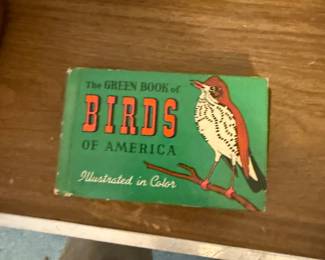 The GREEN BOOK of
BIRDS
OF AMERICA
Illustrated in Color